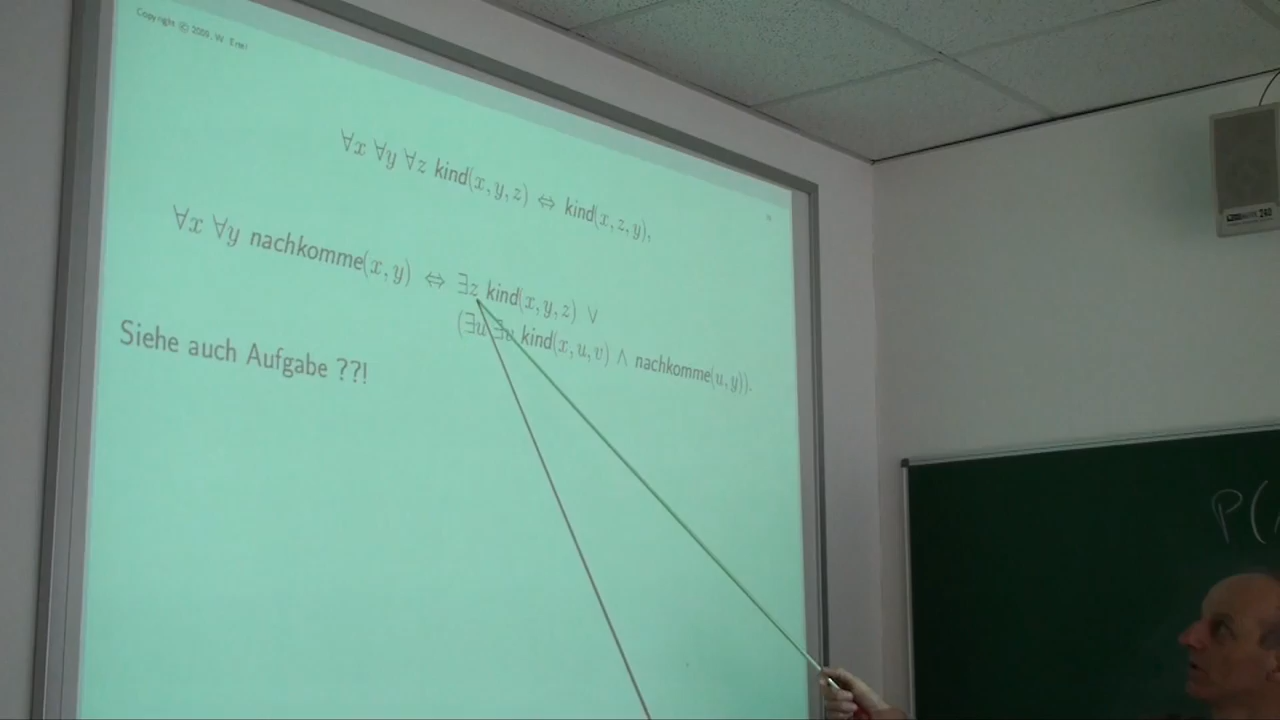 Copyright © 2009, W. Ertel
∀x ∀y ∀z kind(x, y, z) ⇔ kind(x, z, y),
∀x ∀y nachkomme(x, y) ⇔ ∃z kind(x, y, z) ∨
(∃u ∃v kind(x, u, v) ∧ nachkomme(u, y)).
Siehe auch Aufgabe ??!
P(